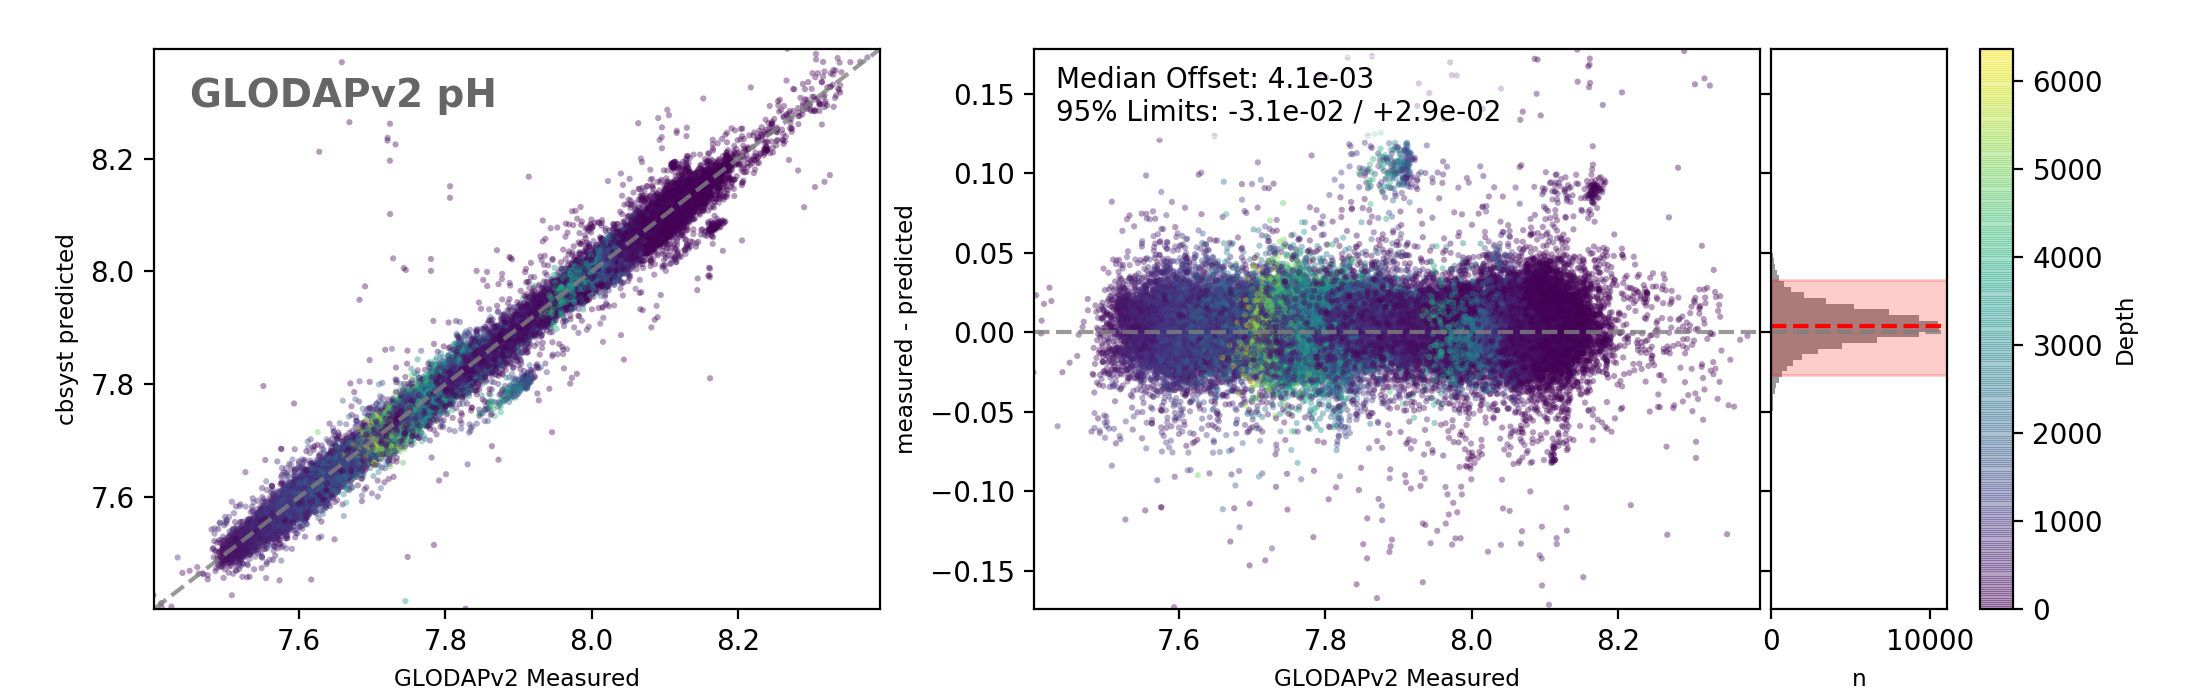 GLODAPv2 pH
8.2
8.0
7.8
7.6
cbsyst predicted
7.6 7.8 8.0 8.2
GLODAPv2 Measured
Median Offset: 4.1e-03
95% Limits: -3.1e-02 / +2.9e-02
0.15
0.10
0.05
0.00
−0.05
−0.10
−0.15
measured - predicted
7.6 7.8 8.0 8.2
GLODAPv2 Measured
0 10000
n
6000
5000
4000
3000
2000
1000
0
Depth